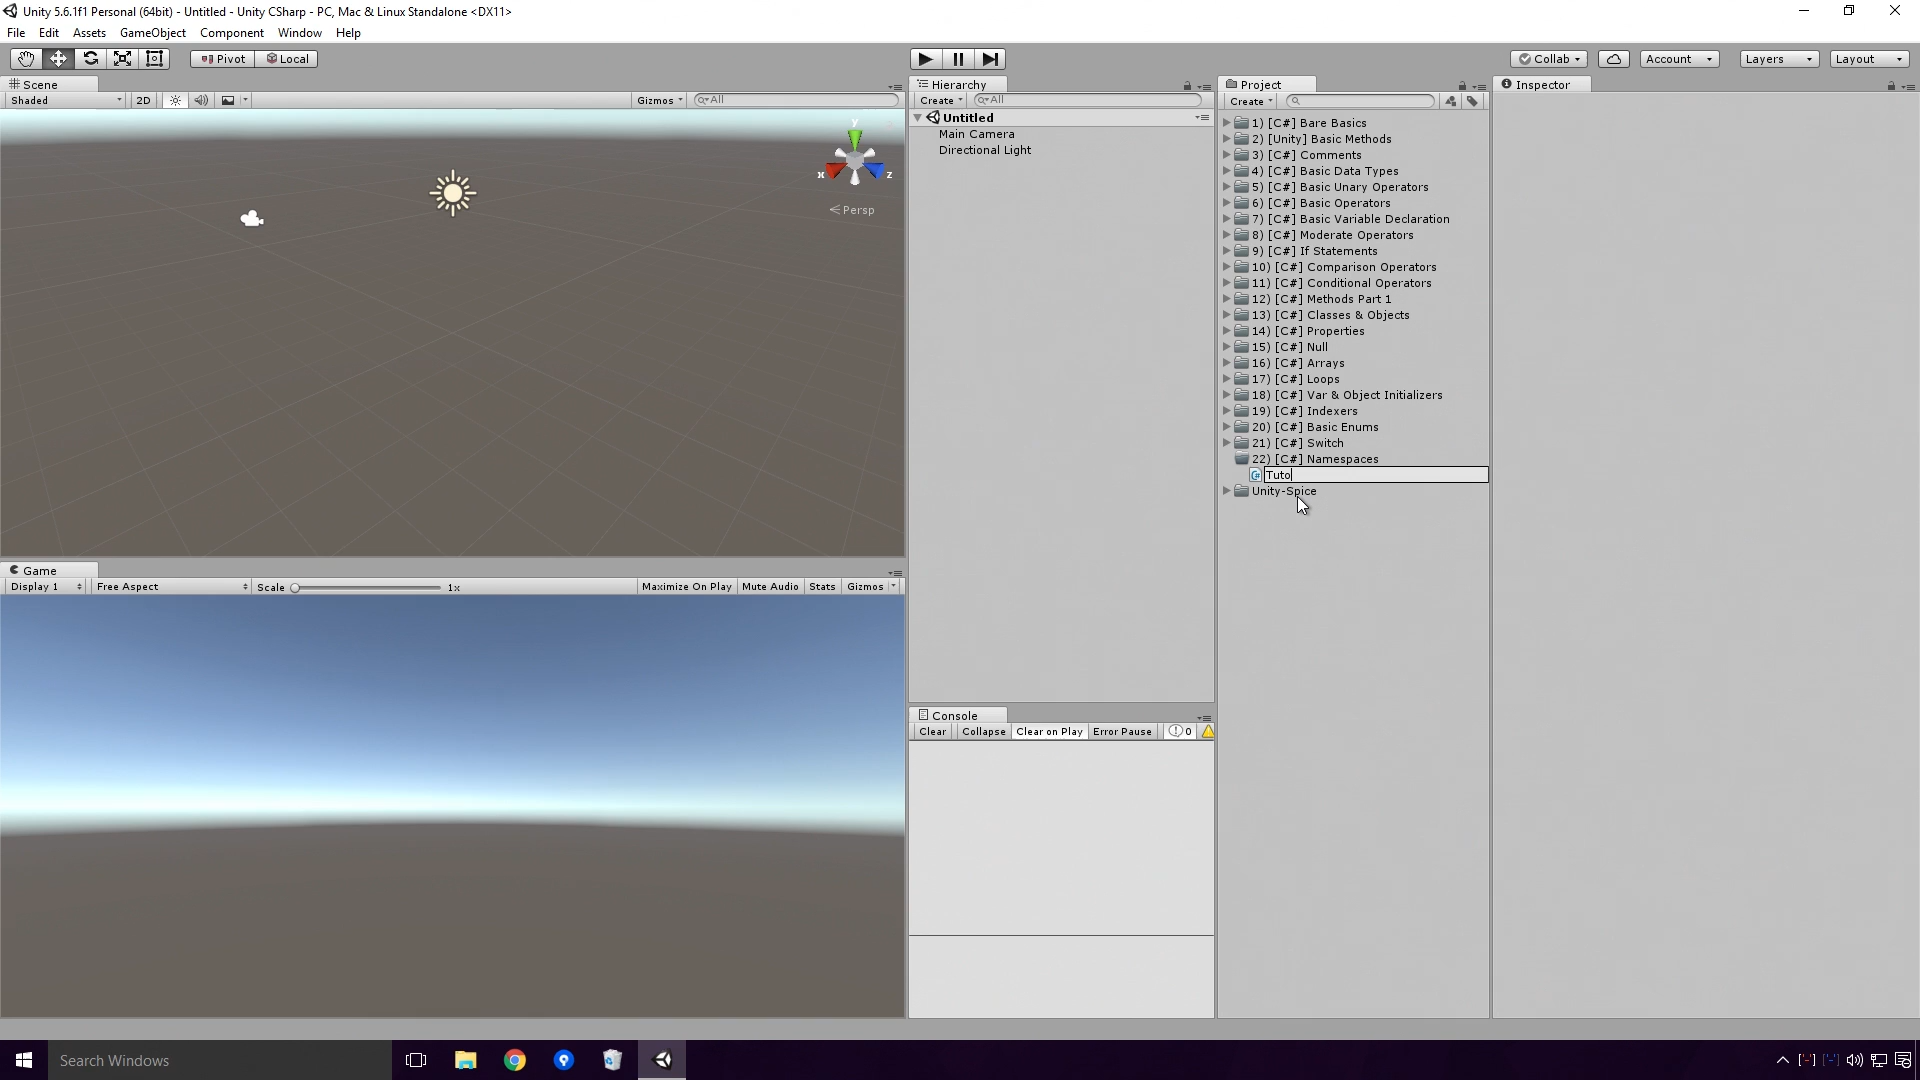 Unity 5.6.1f1 Personal (64bit) - Untitled - Unity CSharp - PC, Mac & Linux Standalone <DX11>
File Edit Assets GameObject Component Window Help
Pivot Local Collab Account Layers Layout
Scene
Shaded 2D Gizmos All
y
x z
Persp
Game
Display 1 Free Aspect Scale 1x Maximize On Play Mute Audio Stats Gizmos
Hierarchy
Create All
Untitled
Main Camera
Directional Light
Console
Clear Collapse Clear on Play Error Pause 0
Project
Create
1) [C#] Bare Basics
2) [Unity] Basic Methods
3) [C#] Comments
4) [C#] Basic Data Types
5) [C#] Basic Unary Operators
6) [C#] Basic Operators
7) [C#] Basic Variable Declaration
8) [C#] Moderate Operators
9) [C#] If Statements
10) [C#] Comparison Operators
11) [C#] Conditional Operators
12) [C#] Methods Part 1
13) [C#] Classes & Objects
14) [C#] Properties
15) [C#] Null
16) [C#] Arrays
17) [C#] Loops
18) [C#] Var & Object Initializers
19) [C#] Indexers
20) [C#] Basic Enums
21) [C#] Switch
22) [C#] Namespaces
Tuto
Unity-Spice
Inspector
Search Windows